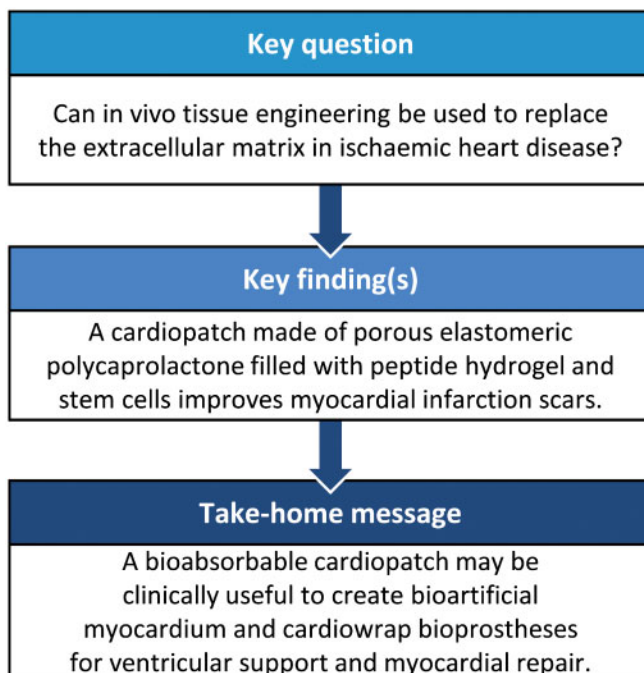 Key question
Can in vivo tissue engineering be used to replace
the extracellular matrix in ischaemic heart disease?
Key finding(s)
A cardiopatch made of porous elastomeric
polycaprolactone filled with peptide hydrogel and
stem cells improves myocardial infarction scars.
Take-home message
A bioabsorbable cardiopatch may be
clinically useful to create bioartificial
myocardium and cardiowrap bioprostheses
for ventricular support and myocardial repair.